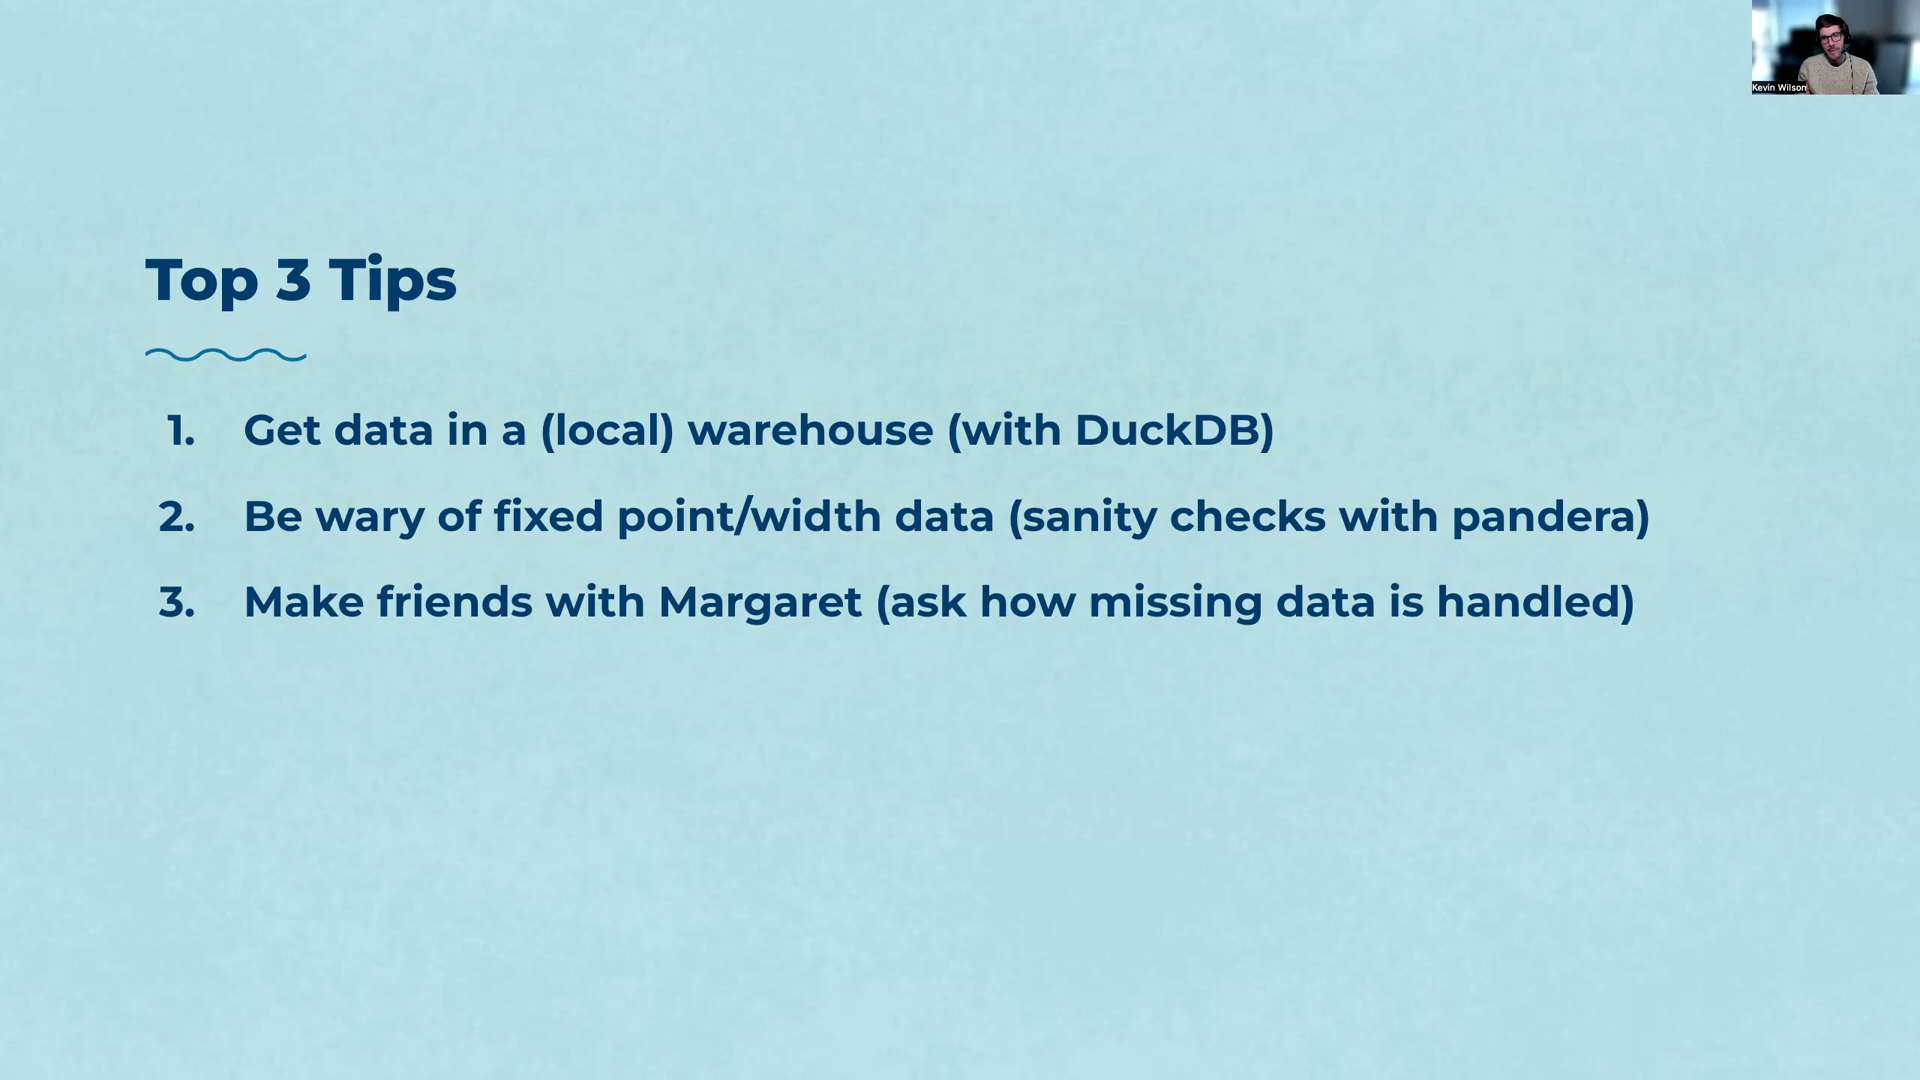 Kevin Wilson
Top 3 Tips
1. Get data in a (local) warehouse (with DuckDB)
2. Be wary of fixed point/width data (sanity checks with pandera)
3. Make friends with Margaret (ask how missing data is handled)